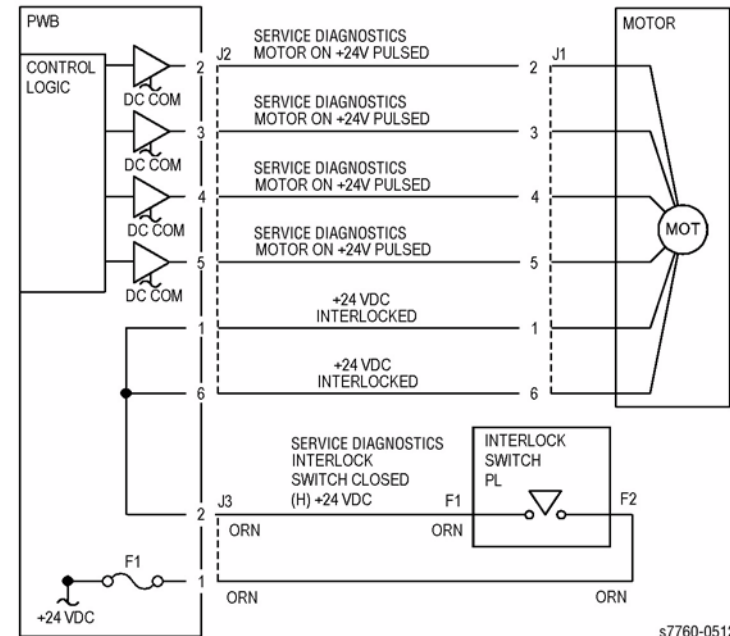 PWB
MOTOR
CONTROL
LOGIC
SERVICE DIAGNOSTICS
MOTOR ON +24V PULSED
2
J2
2
J1
DC COM
SERVICE DIAGNOSTICS
MOTOR ON +24V PULSED
3
3
DC COM
SERVICE DIAGNOSTICS
MOTOR ON +24V PULSED
4
4
DC COM
MOT
SERVICE DIAGNOSTICS
MOTOR ON +24V PULSED
5
5
DC COM
+24 VDC
INTERLOCKED
1
1
+24 VDC
INTERLOCKED
6
6
SERVICE DIAGNOSTICS
INTERLOCK
SWITCH CLOSED
(H) +24 VDC
INTERLOCK
SWITCH
PL
2
J3
F1
F2
ORN
ORN
F1
1
ORN
ORN
+24 VDC
s7760-0512